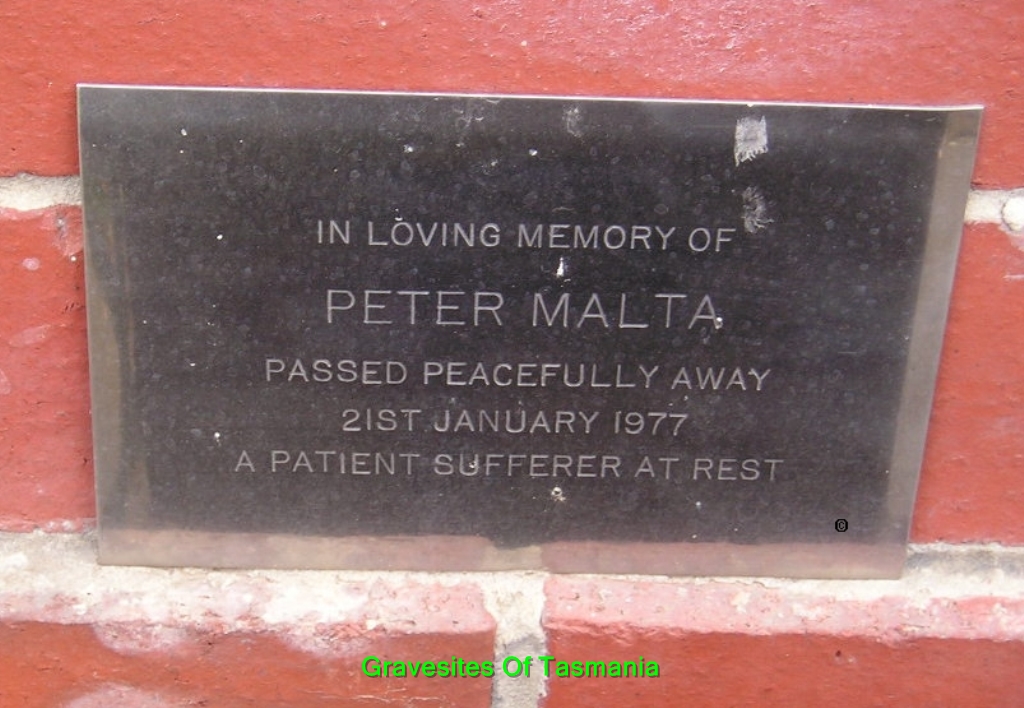 IN LOVING MEMORY OF
PETER MALTA
PASSED PEACEFULLY AWAY
21ST JANUARY 1977
A PATIENT SUFFERER AT REST
©
Gravesites Of Tasmania